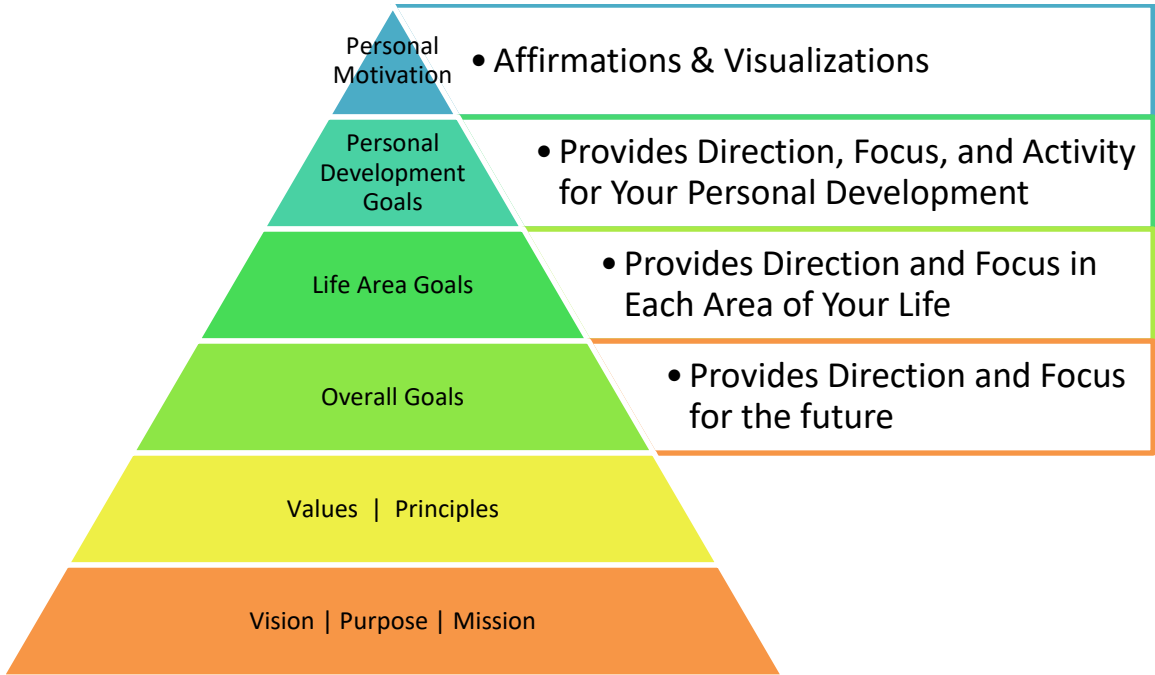 Personal
Motivation
• Affirmations & Visualizations
Personal
Development
Goals
• Provides Direction, Focus, and Activity
for Your Personal Development
Life Area Goals
• Provides Direction and Focus in
Each Area of Your Life
Overall Goals
• Provides Direction and Focus
for the future
Values | Principles
Vision | Purpose | Mission